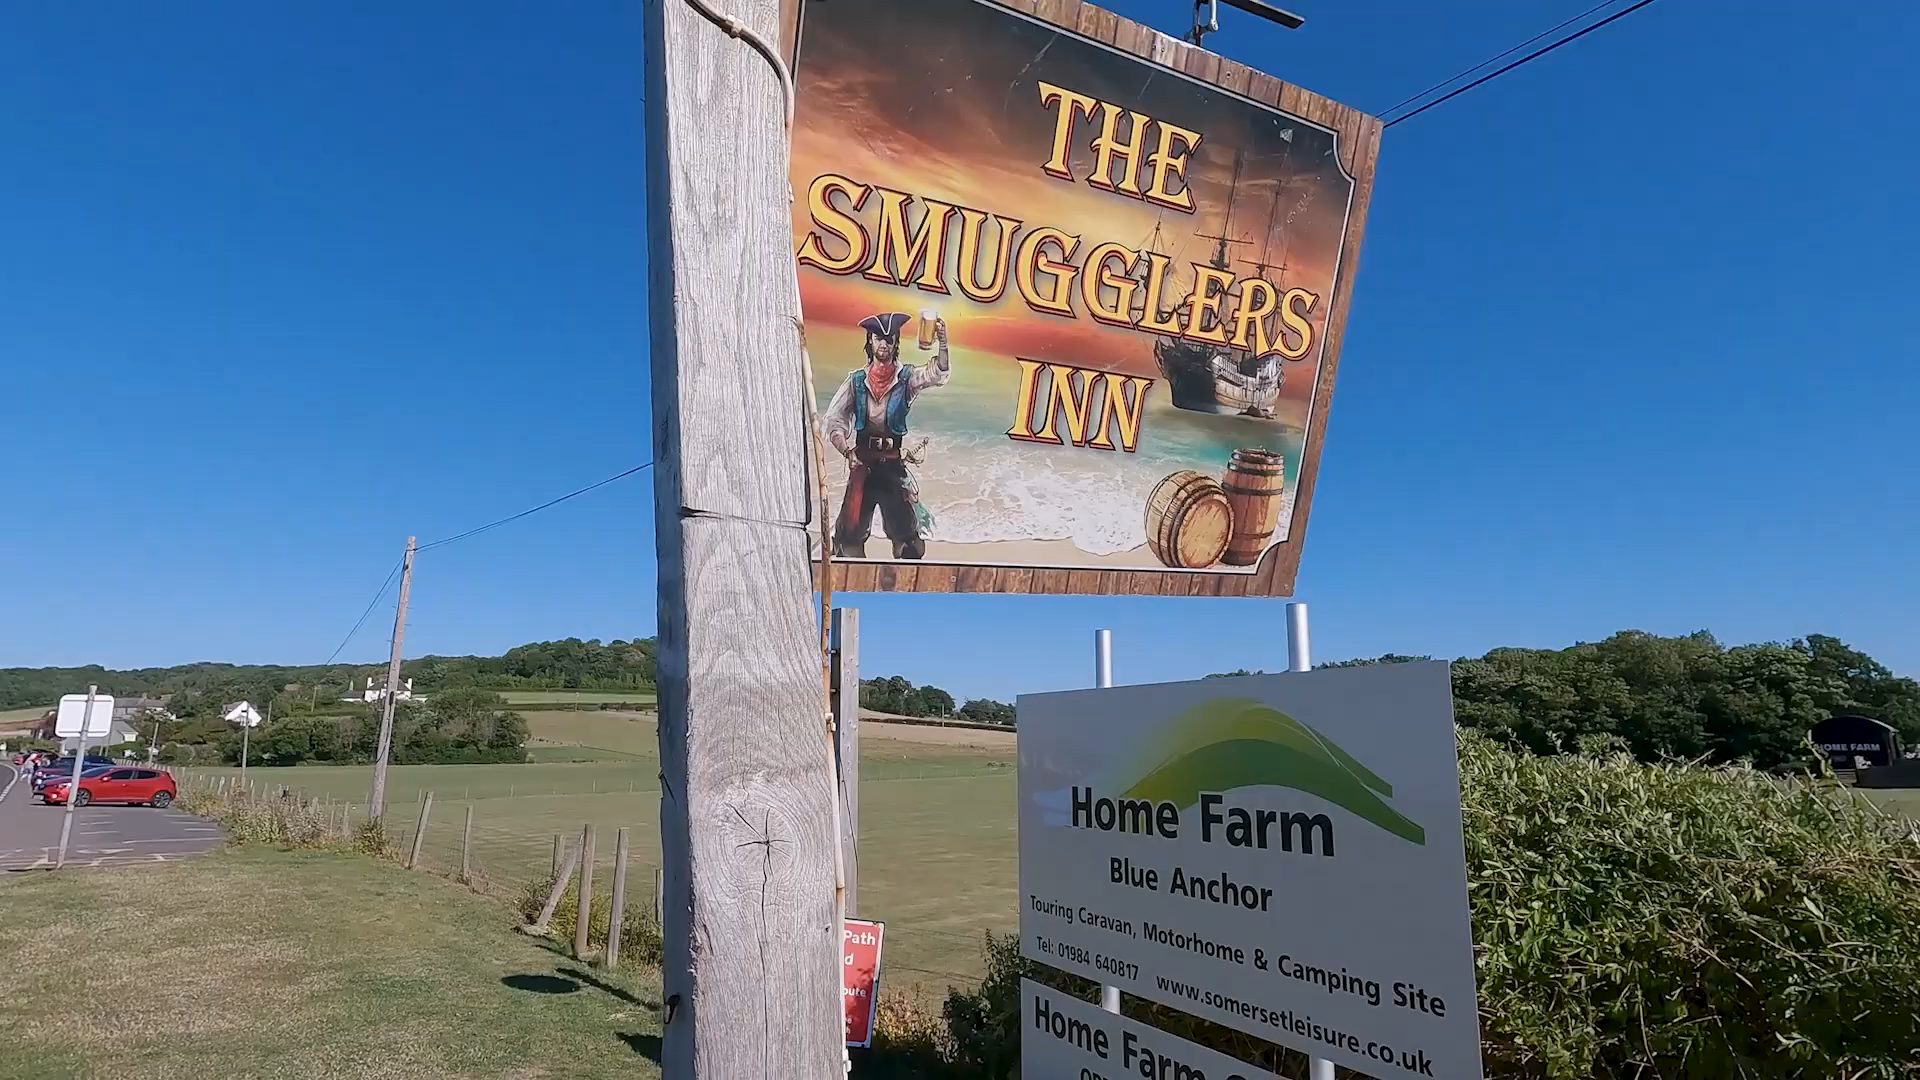 THE
SMUGGLERS
INN
Home Farm
Blue Anchor
Touring Caravan, Motorhome & Camping Site
Tel: 01984 640817 www.somersetleisure.co.uk
Home Farm
HOME FARM
Path